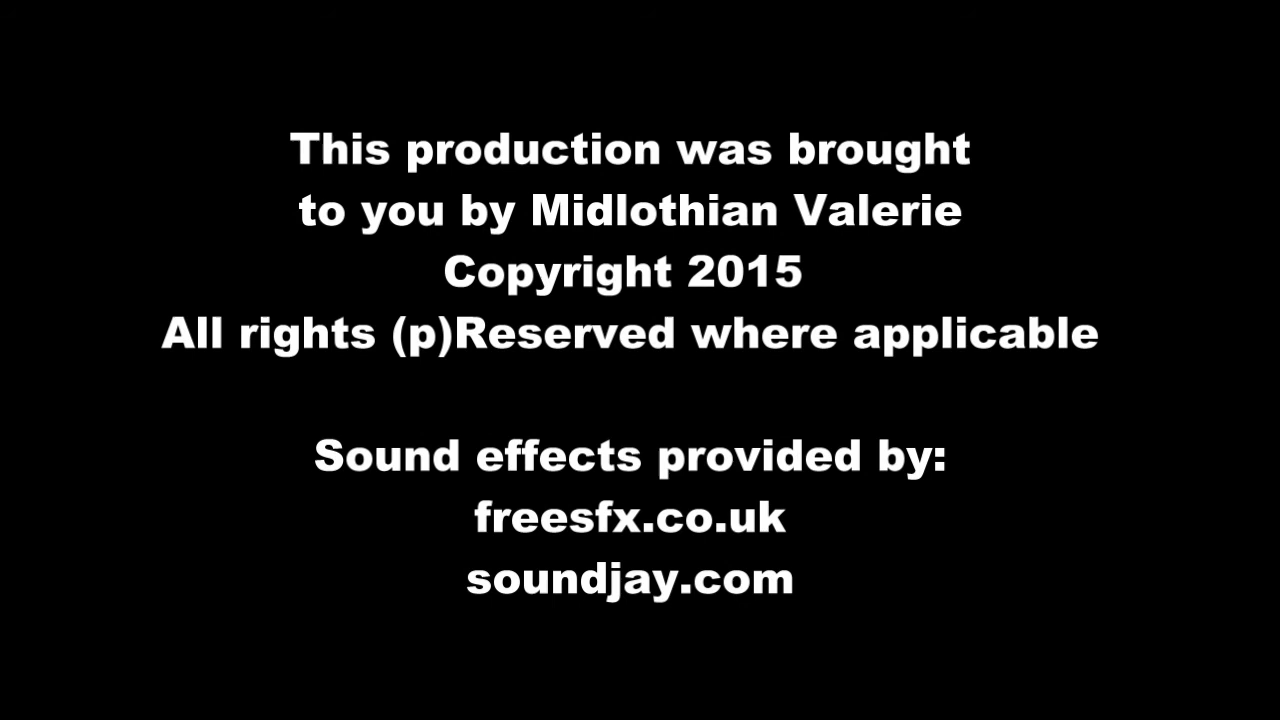 This production was brought
to you by Midlothian Valerie
Copyright 2015
All rights (p)Reserved where applicable
Sound effects provided by:
freesfx.co.uk
soundjay.com